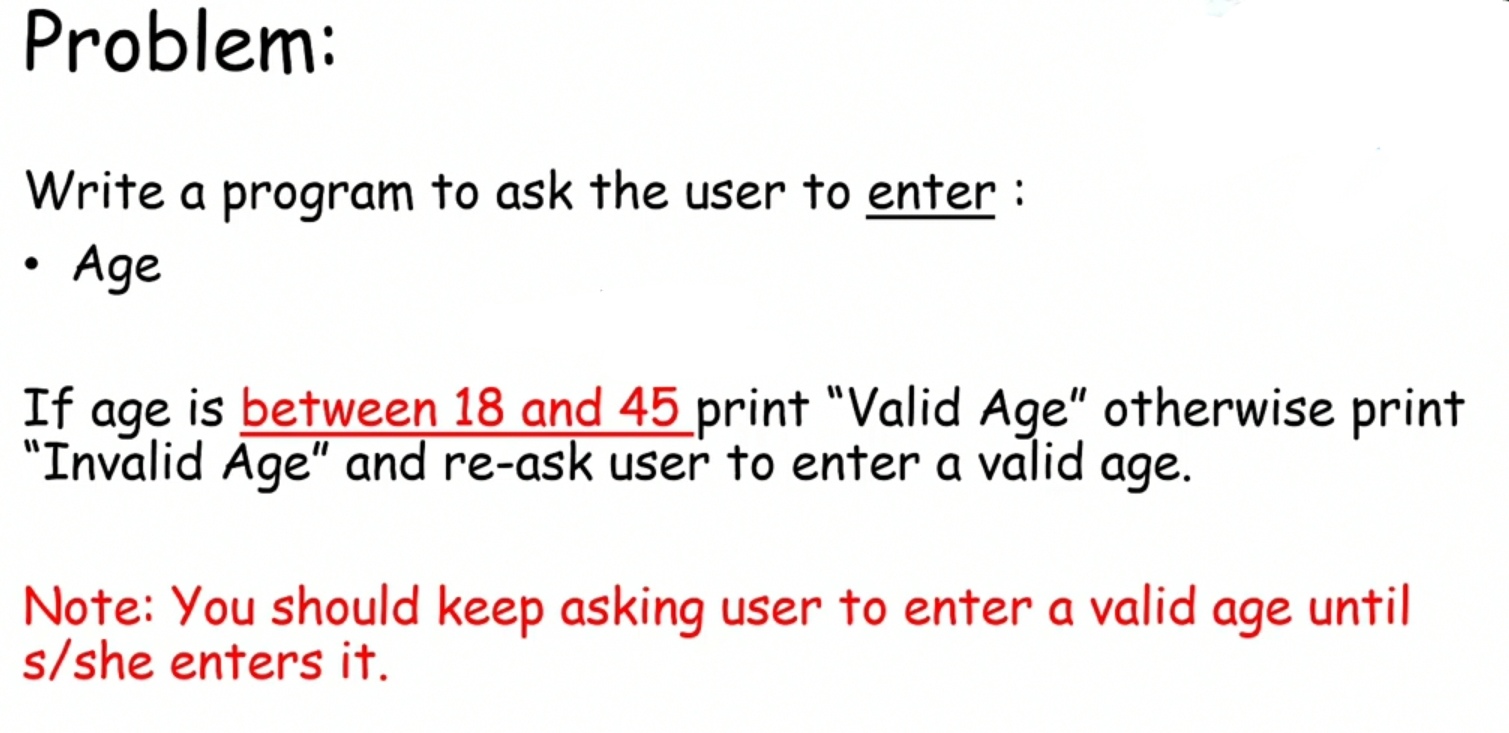 Problem:
Write a program to ask the user to enter :
• Age
If age is between 18 and 45 print “Valid Age” otherwise print
“Invalid Age” and re-ask user to enter a valid age.
Note: You should keep asking user to enter a valid age until
s/she enters it.